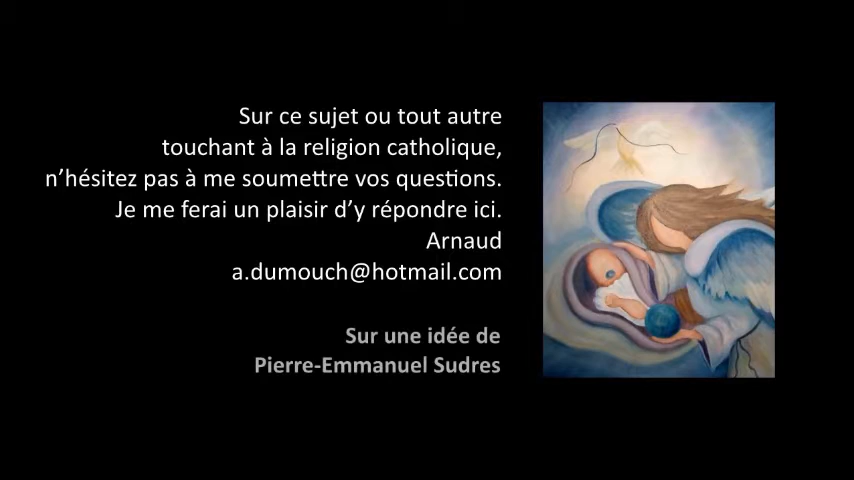 Sur ce sujet ou tout autre
touchant à la religion catholique,
n'hésitez pas à me soumettre vos questions.
Je me ferai un plaisir d'y répondre ici.
Arnaud
a.dumouch@hotmail.com
Sur une idée de
Pierre-Emmanuel Sudres